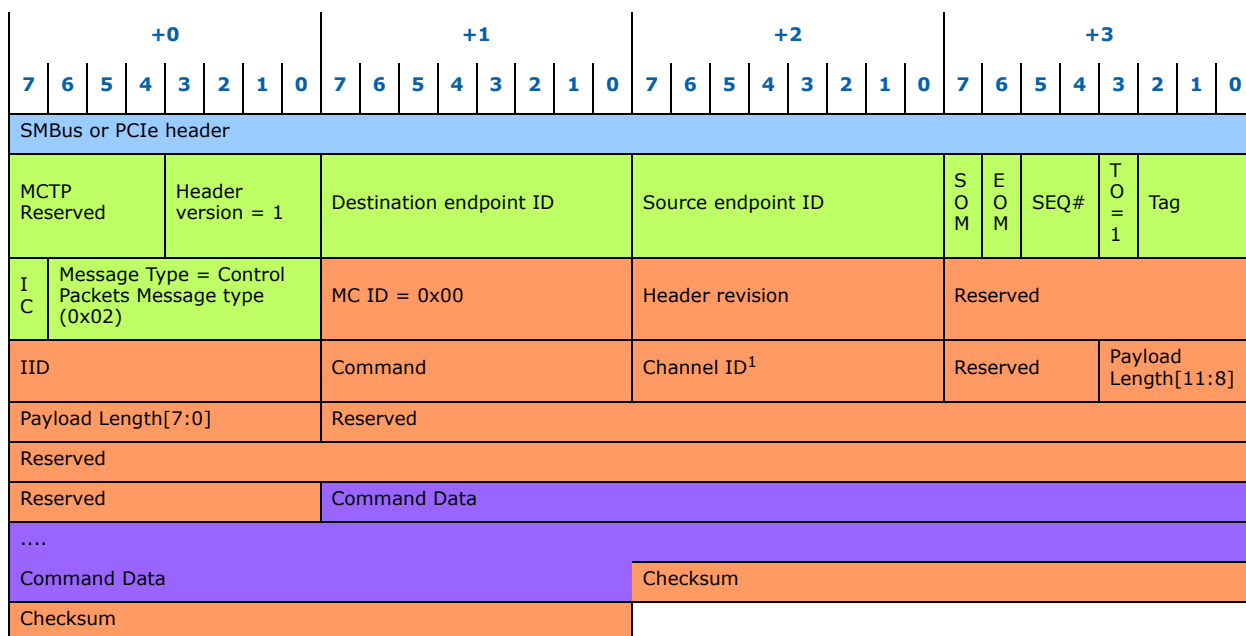 +0 +1 +2 +3
7 6 5 4 3 2 1 0 7 6 5 4 3 2 1 0 7 6 5 4 3 2 1 0 7 6 5 4 3 2 1 0
SMBus or PCIe header
MCTP
Reserved
Header
version = 1
Destination endpoint ID
Source endpoint ID
S
O
M
E
O
M
SEQ#
T
O
=
1
Tag
I
C
Message Type = Control
Packets Message type
(0x02)
MC ID = 0x00
Header revision
Reserved
IID
Command
Channel ID1
Reserved
Payload
Length[11:8]
Payload Length[7:0]
Reserved
Reserved
Reserved
Command Data
....
Command Data
Checksum
Checksum